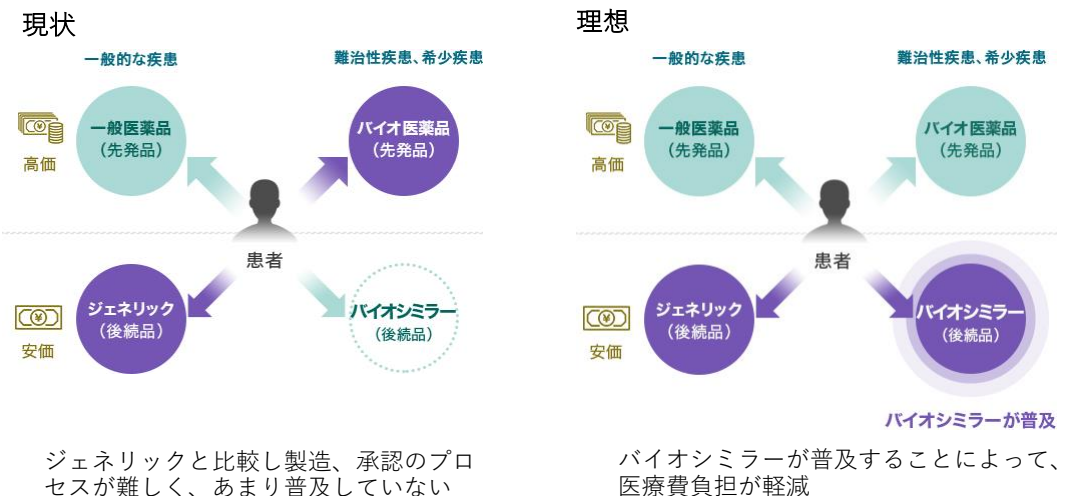 現状
一般的な疾患
難治性疾患、希少疾患
高価
一般医薬品
(先発品)
バイオ医薬品
(先発品)
患者
安価
ジェネリック
(後続品)
バイオシミラー
(後続品)
ジェネリックと比較し製造、承認のプロ
セスが難しく、あまり普及していない
理想
一般的な疾患
難治性疾患、希少疾患
高価
一般医薬品
(先発品)
バイオ医薬品
(先発品)
患者
安価
ジェネリック
(後続品)
バイオシミラー
(後続品)
バイオシミラーが普及
バイオシミラーが普及することによって、
医療費負担が軽減